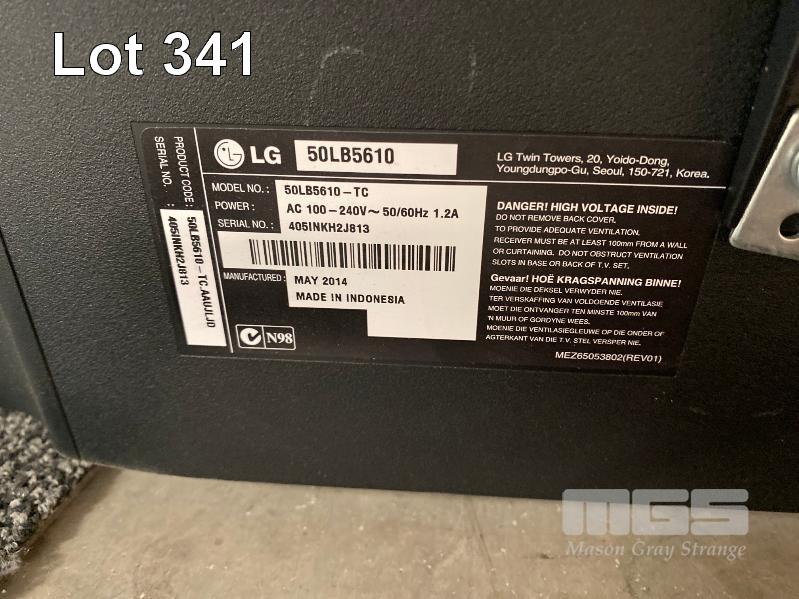 Lot 341
LG 50LB5610
LG Twin Towers, 20, Yoido-Dong,
Youngdungpo-Gu, Seoul, 150-721, Korea.
PRODUCT CODE : 50LB5610-TC.AAUJLJD
SERIAL NO. : 405INKH2J813
MODEL NO. : 50LB5610-TC
POWER : AC 100-240V~ 50/60Hz 1.2A
SERIAL NO. : 405INKH2J813
MANUFACTURED : MAY 2014
MADE IN INDONESIA
N98
DANGER! HIGH VOLTAGE INSIDE!
DO NOT REMOVE BACK COVER.
TO PROVIDE ADEQUATE VENTILATION,
RECEIVER MUST BE AT LEAST 100mm FROM A WALL
OR CURTAINING. DO NOT OBSTRUCT VENTILATION
SLOTS IN BASE OR BACK OF T.V. SET,
Gevaar! HOË KRAGSPANNING BINNE!
MOENIE DIE DEKSEL VERWYDER NIE.
TER VERSKAFFING VAN VOLDOENDE VENTILASIE
MOET DIE ONTVANGER TEN MINSTE 100mm VAN
'N MUUR OF GORDYNE WEES.
MOENIE DIE VENTILASIEGLEUWE OP DIE ONDER OF
AGTERKANT VAN DIE T.V. STEL VERSPER NIE.
MEZ65053802(REV01)
MGS
Mason Gray Strange